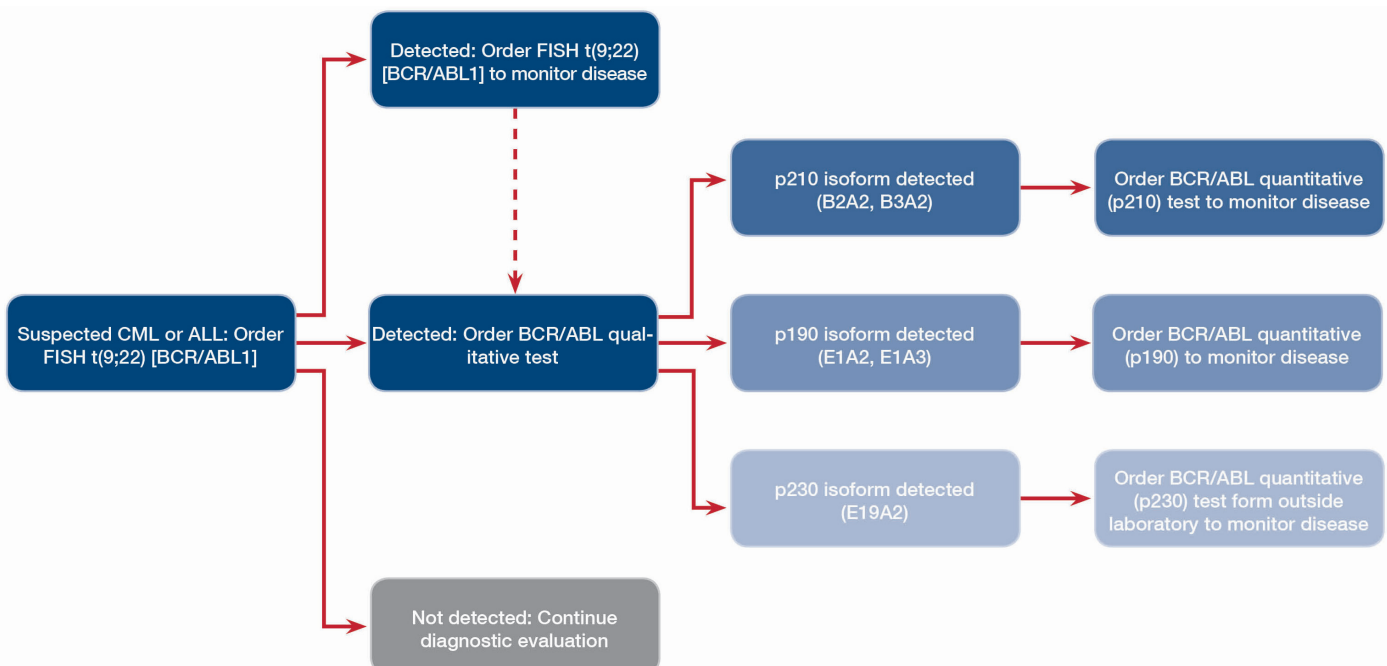 Detected: Order FISH t(9;22)
[BCR/ABL1] to monitor disease
Suspected CML or ALL: Order
FISH t(9;22) [BCR/ABL1]
Detected: Order BCR/ABL qual-
itative test
Not detected: Continue
diagnostic evaluation
p210 isoform detected
(B2A2, B3A2)
Order BCR/ABL quantitative
(p210) test to monitor disease
p190 isoform detected
(E1A2, E1A3)
Order BCR/ABL quantitative
(p190) to monitor disease
p230 isoform detected
(E19A2)
Order BCR/ABL quantitative
(p230) test form outside
laboratory to monitor disease